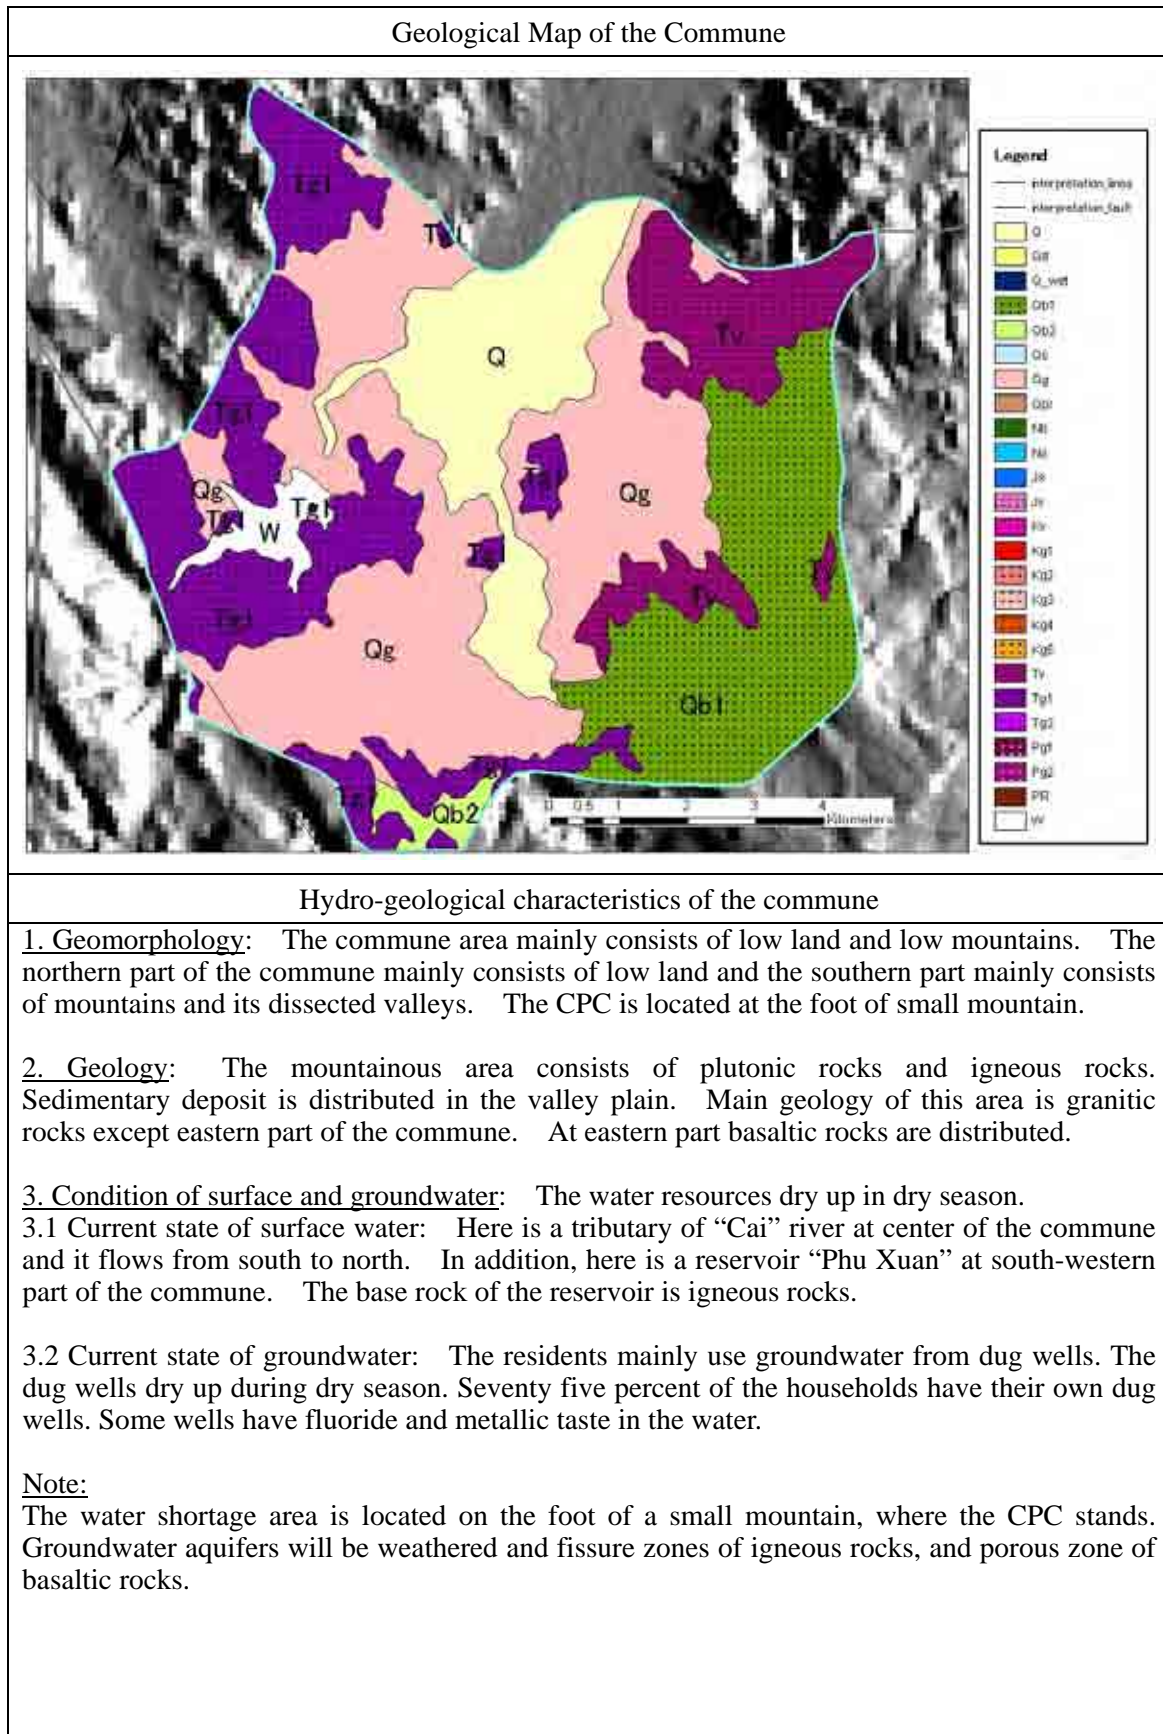 Geological Map of the Commune
Tg1
Q
Tv
Tg1
Qg
Tg1
W
Tg1
Qg
Tg1
Tg1
Qg
Qb1
Tg1
Qb2
0 0.5 1 2 3 4
Kilometers
Legend
interpretation_linea
interpretation_fault
Q
Q_wet
Qb1
Qb2
Qg
Kg1
Kg2
Kg3
Kg4
Kg5
Tv
Tg1
Tg2
Pg1
Pg2
PR
W
Hydro-geological characteristics of the commune
1. Geomorphology: The commune area mainly consists of low land and low mountains. The
northern part of the commune mainly consists of low land and the southern part mainly consists
of mountains and its dissected valleys. The CPC is located at the foot of small mountain.
2. Geology: The mountainous area consists of plutonic rocks and igneous rocks.
Sedimentary deposit is distributed in the valley plain. Main geology of this area is granitic
rocks except eastern part of the commune. At eastern part basaltic rocks are distributed.
3. Condition of surface and groundwater: The water resources dry up in dry season.
3.1 Current state of surface water: Here is a tributary of “Cai” river at center of the commune
and it flows from south to north. In addition, here is a reservoir “Phu Xuan” at south-western
part of the commune. The base rock of the reservoir is igneous rocks.
3.2 Current state of groundwater: The residents mainly use groundwater from dug wells. The
dug wells dry up during dry season. Seventy five percent of the households have their own dug
wells. Some wells have fluoride and metallic taste in the water.
Note:
The water shortage area is located on the foot of a small mountain, where the CPC stands.
Groundwater aquifers will be weathered and fissure zones of igneous rocks, and porous zone of
basaltic rocks.